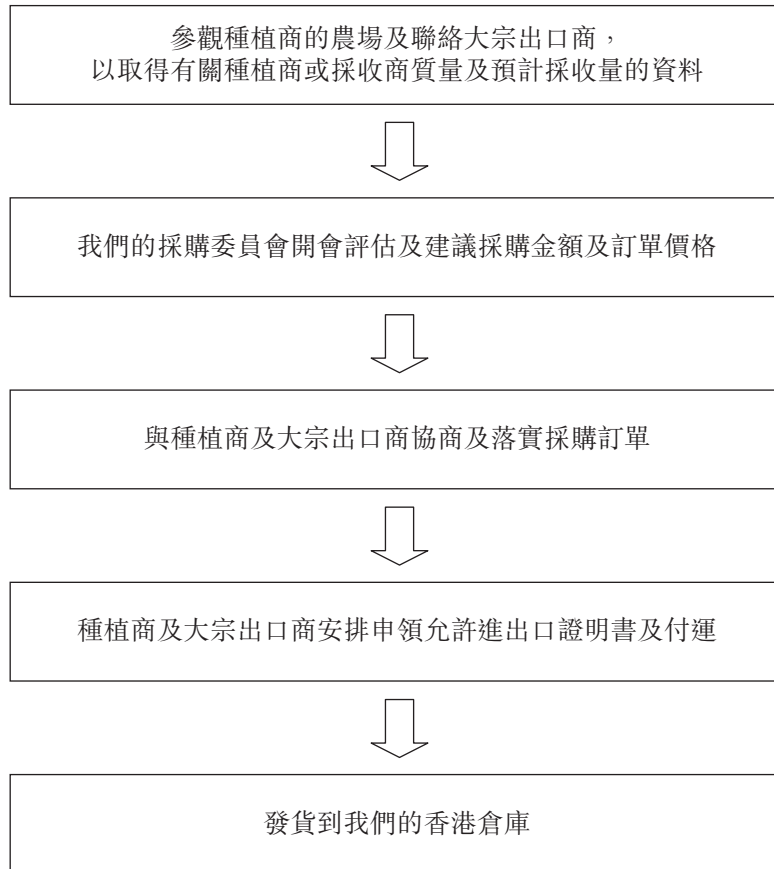 參觀種植商的農場及聯絡大宗出口商，
以取得有關種植商或採收商質量及預計採收量的資料
我們的採購委員會開會評估及建議採購金額及訂單價格
與種植商及大宗出口商協商及落實採購訂單
種植商及大宗出口商安排申領允許進出口證明書及付運
發貨到我們的香港倉庫